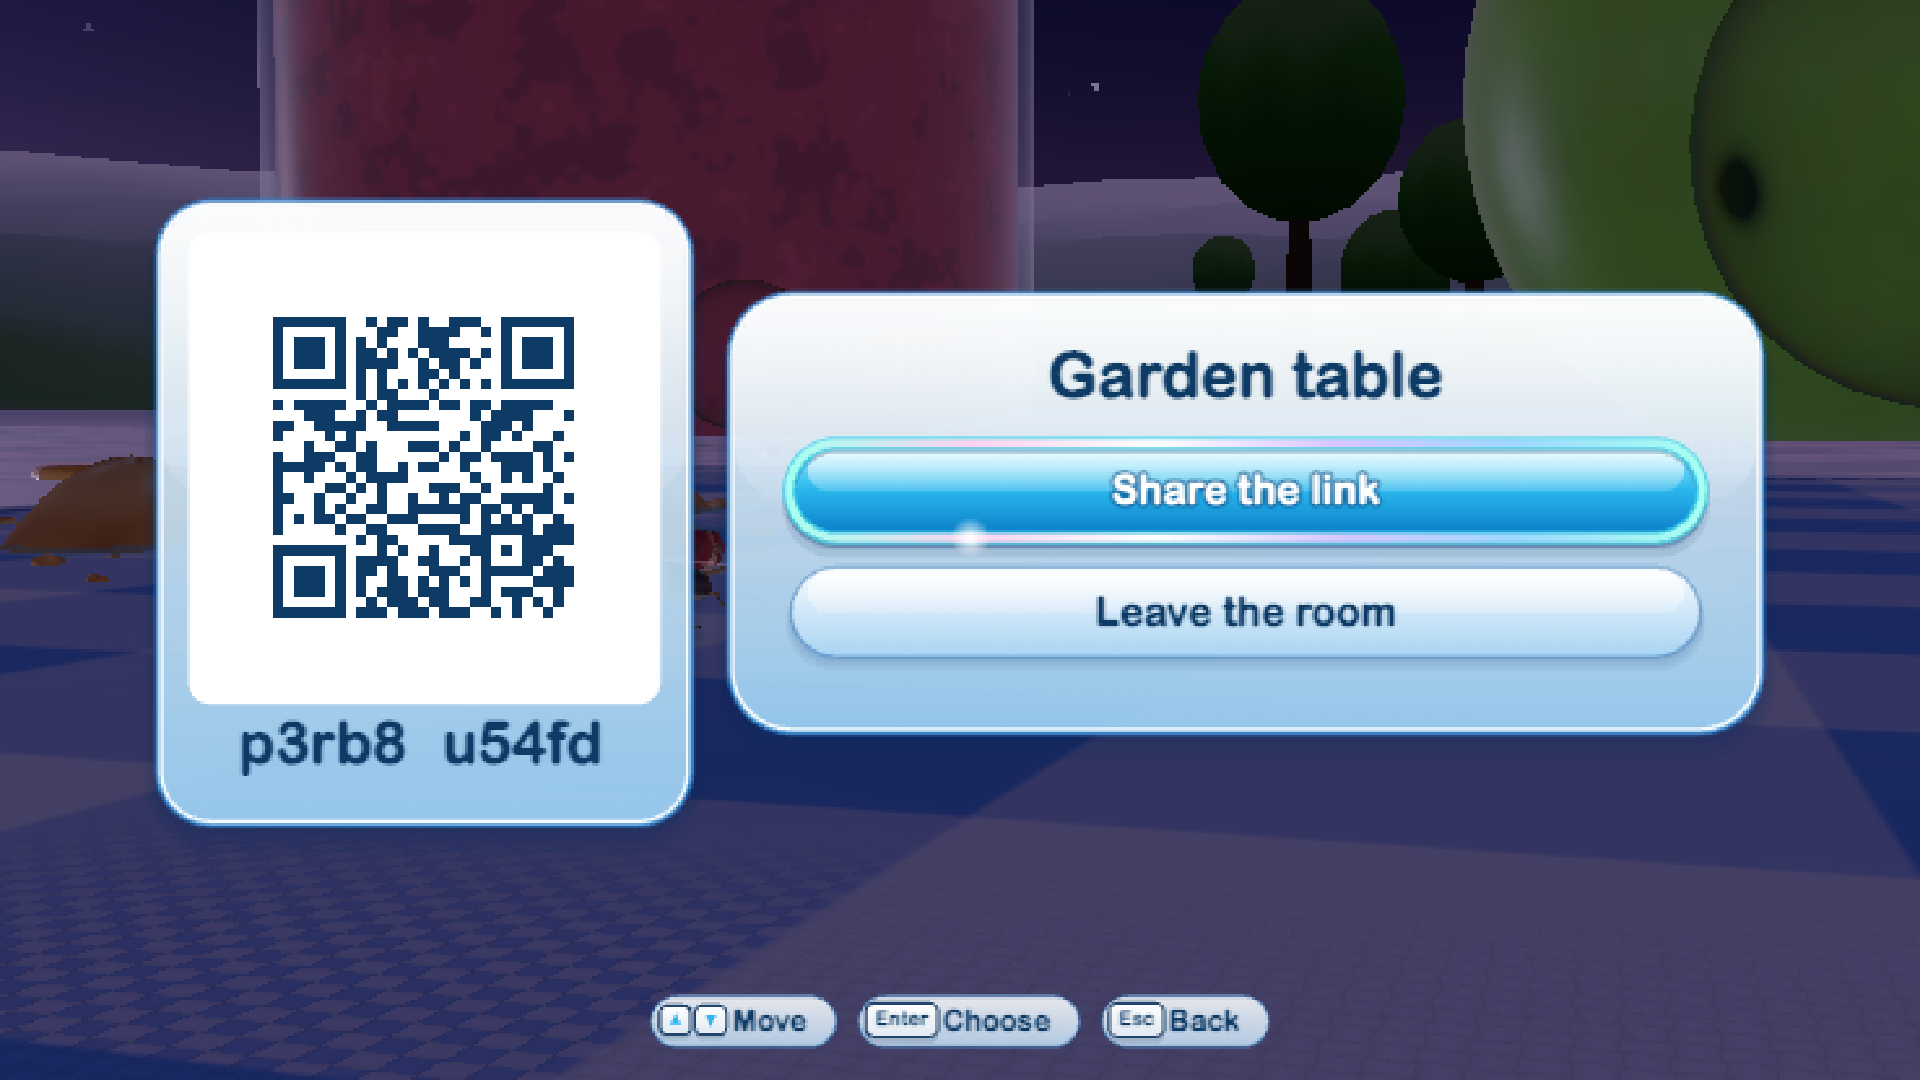 p3rb8 u54fd
Garden table
Share the link
Leave the room
Move
Enter Choose
Esc Back